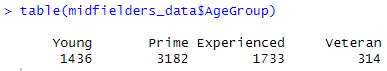 > table(midfielders_data$AgeGroup)
Young Prime Experienced Veteran
1436 3182 1733 314